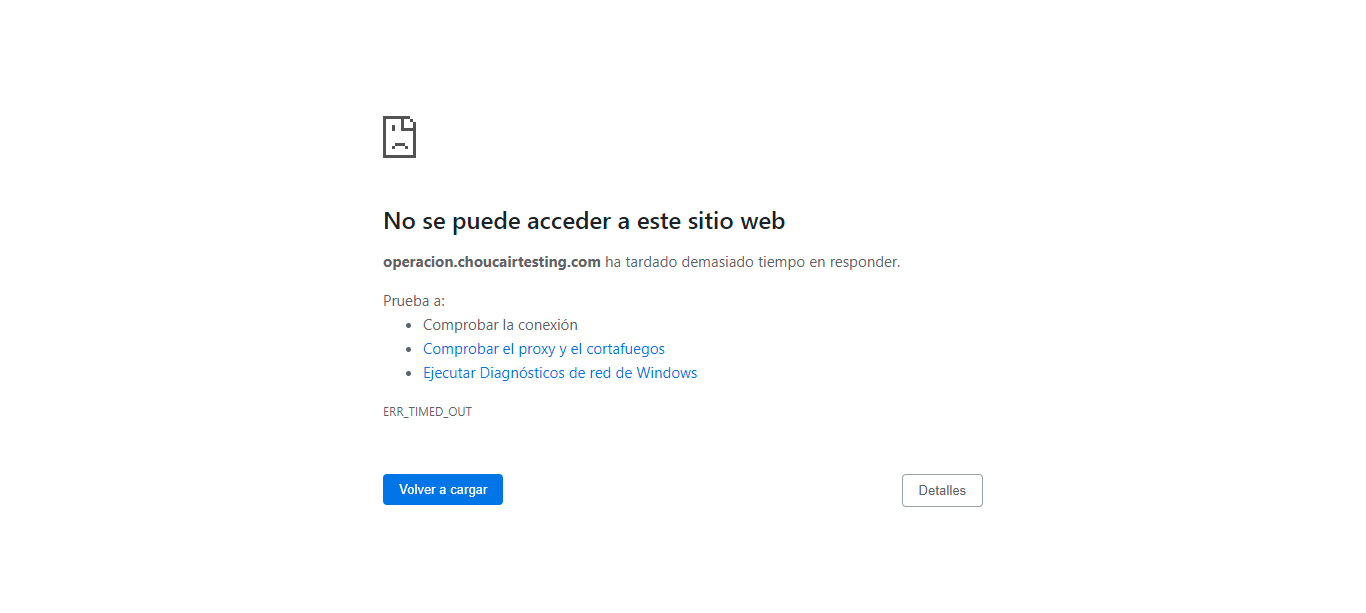 No se puede acceder a este sitio web
operacion.choucairtesting.com ha tardado demasiado tiempo en responder.
Prueba a:
Comprobar la conexión
Comprobar el proxy y el cortafuegos
Ejecutar Diagnósticos de red de Windows
ERR_TIMED_OUT
Volver a cargar
Detalles